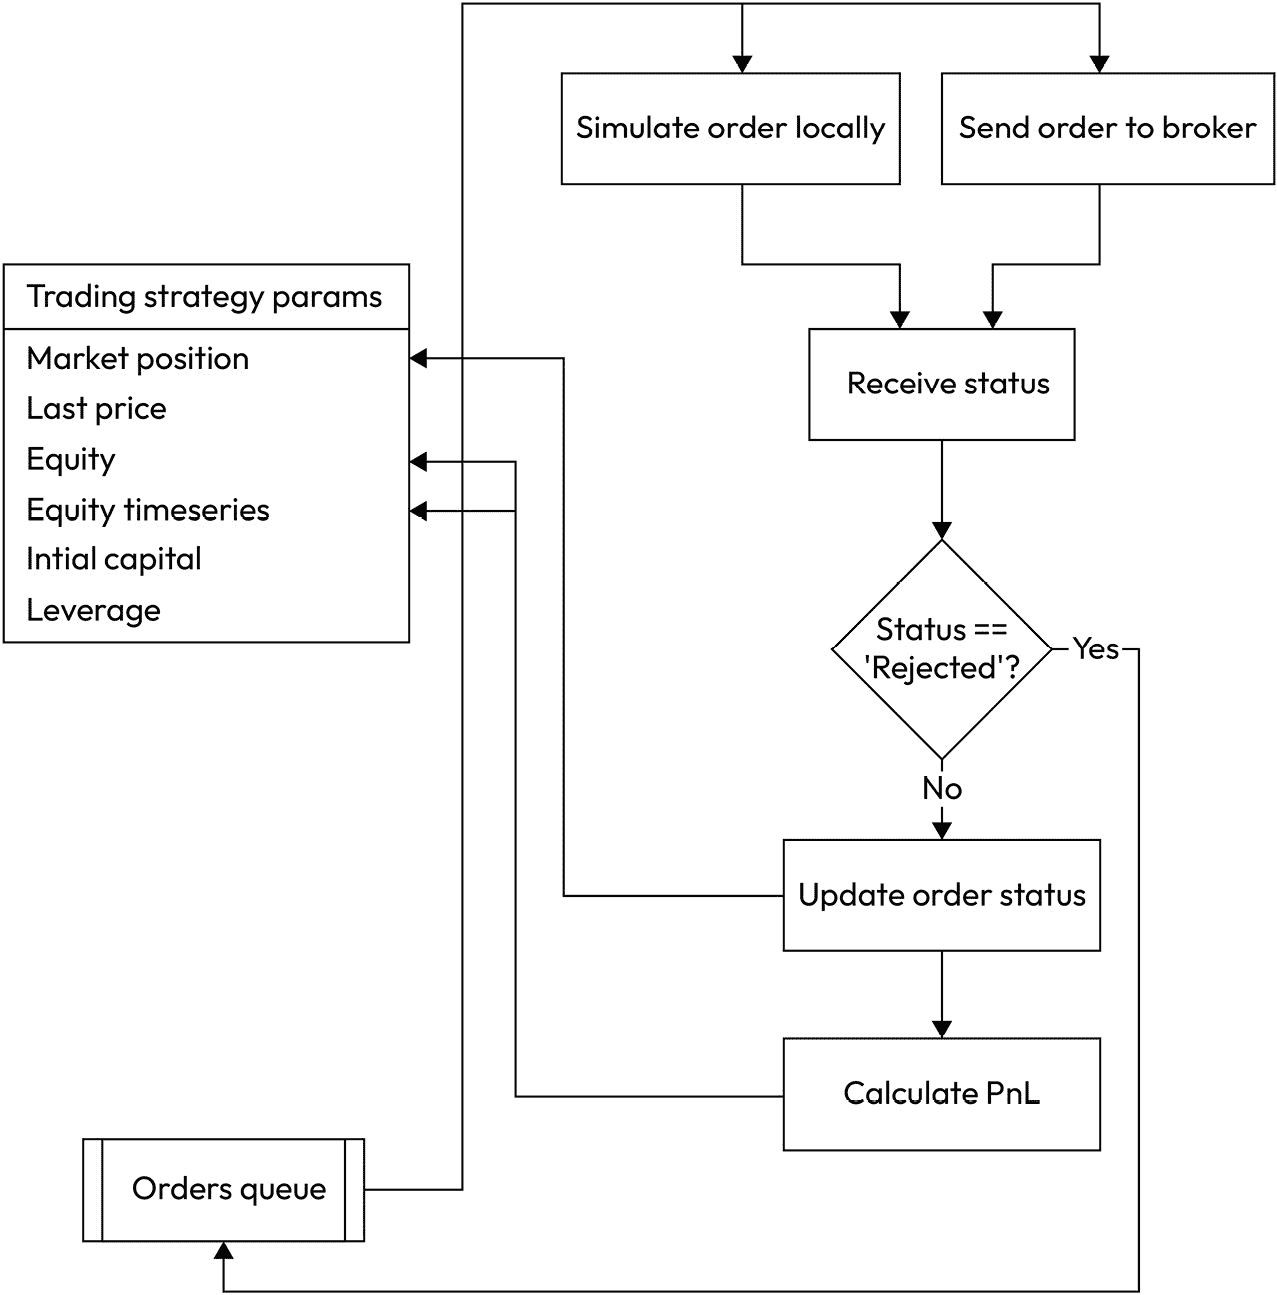 Simulate order locally
Send order to broker
Trading strategy params
Market position
Last price
Equity
Equity timeseries
Intial capital
Leverage
Receive status
Status ==
'Rejected'?
Yes
No
Update order status
Calculate PnL
Orders queue